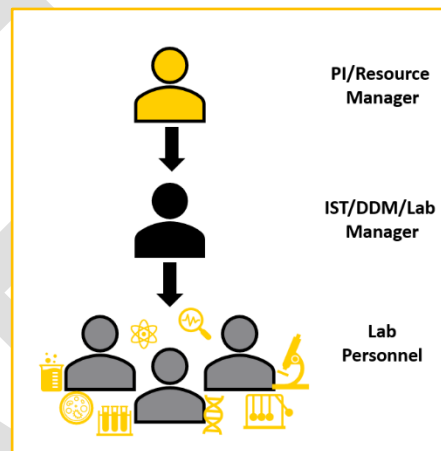 PI/Resource
Manager
IST/DDM/Lab
Manager
Lab
Personnel